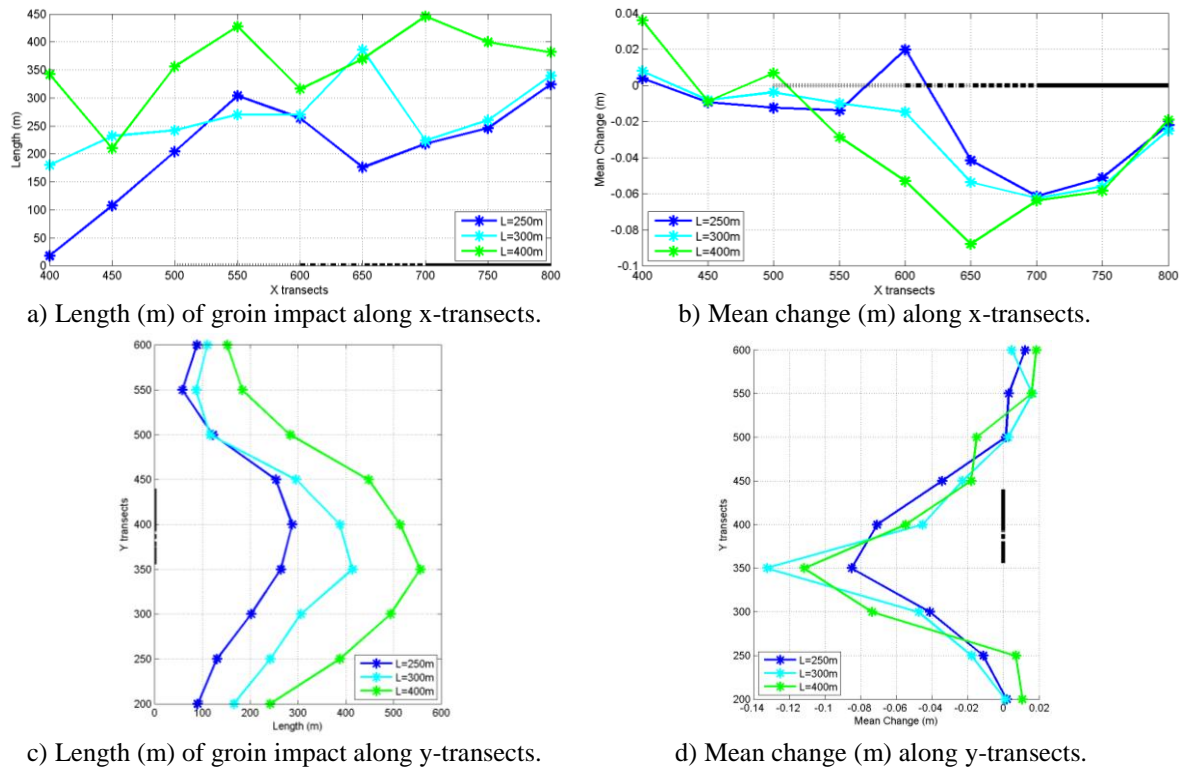 450
400
350
300
250
200
150
100
50
0
Length (m)
L=250m
L=300m
L=400m
400 450 500 550 600 650 700 750 800
X transects
a) Length (m) of groin impact along x-transects.
0.04
0.02
0
-0.02
-0.04
-0.06
-0.08
-0.1
Mean Change (m)
L=250m
L=300m
L=400m
400 450 500 550 600 650 700 750 800
X transects
b) Mean change (m) along x-transects.
600
550
500
450
400
350
300
250
200
Y transects
L=250m
L=300m
L=400m
0 100 200 300 400 500 600
Length (m)
c) Length (m) of groin impact along y-transects.
600
550
500
450
400
350
300
250
200
Y transects
L=250m
L=300m
L=400m
-0.14 -0.12 -0.1 -0.08 -0.06 -0.04 -0.02 0 0.02
Mean Change (m)
d) Mean change (m) along y-transects.